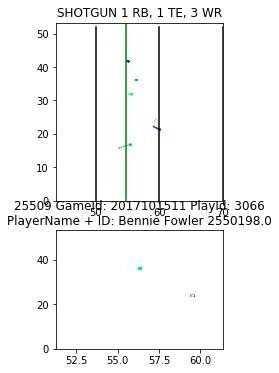 SHOTGUN 1 RB, 1 TE, 3 WR
50
40
30
20
10
0
50 60 70
25509 GameId: 2017101511 PlayId: 3066
PlayerName + ID: Bennie Fowler 2550198.0
40
20
0
52.5 55.0 57.5 60.0